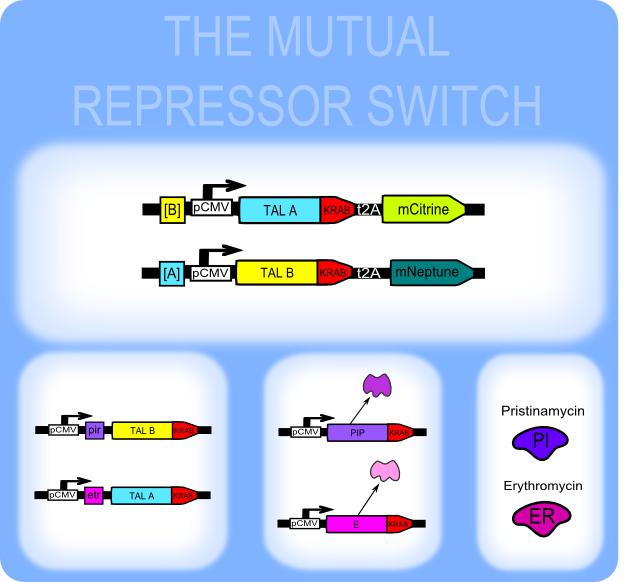 THE MUTUAL
REPRESSOR SWITCH
[B] pCMV TAL A KRAB t2A mCitrine
[A] pCMV TAL B KRAB t2A mNeptune
pCMV pir TAL B KRAB
pCMV etr TAL A KRAB
pCMV PIP KRAB
pCMV E KRAB
Pristinamycin
PI
Erythromycin
ER